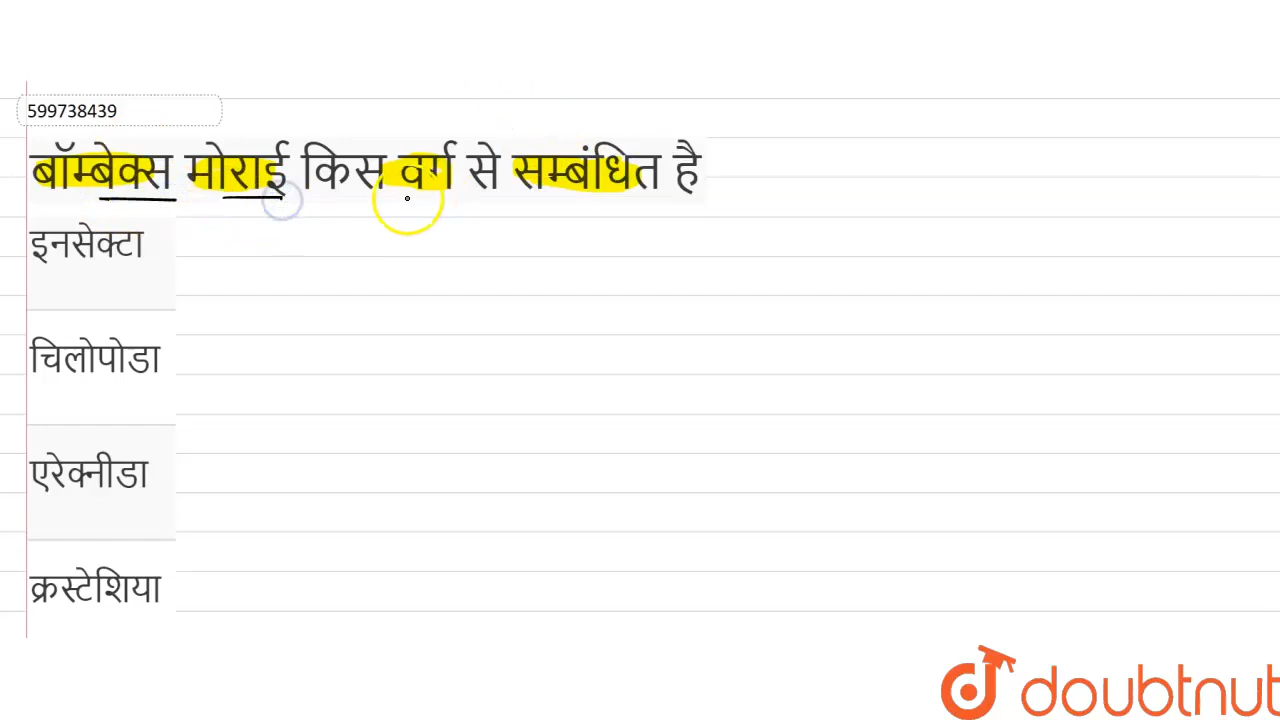 599738439
बॉम्बेक्स मोराई किस वर्ग से सम्बंधित है
इनसेक्टा
चिलोपोडा
एरेक्नीडा
क्रस्टेशिया
doubtnut